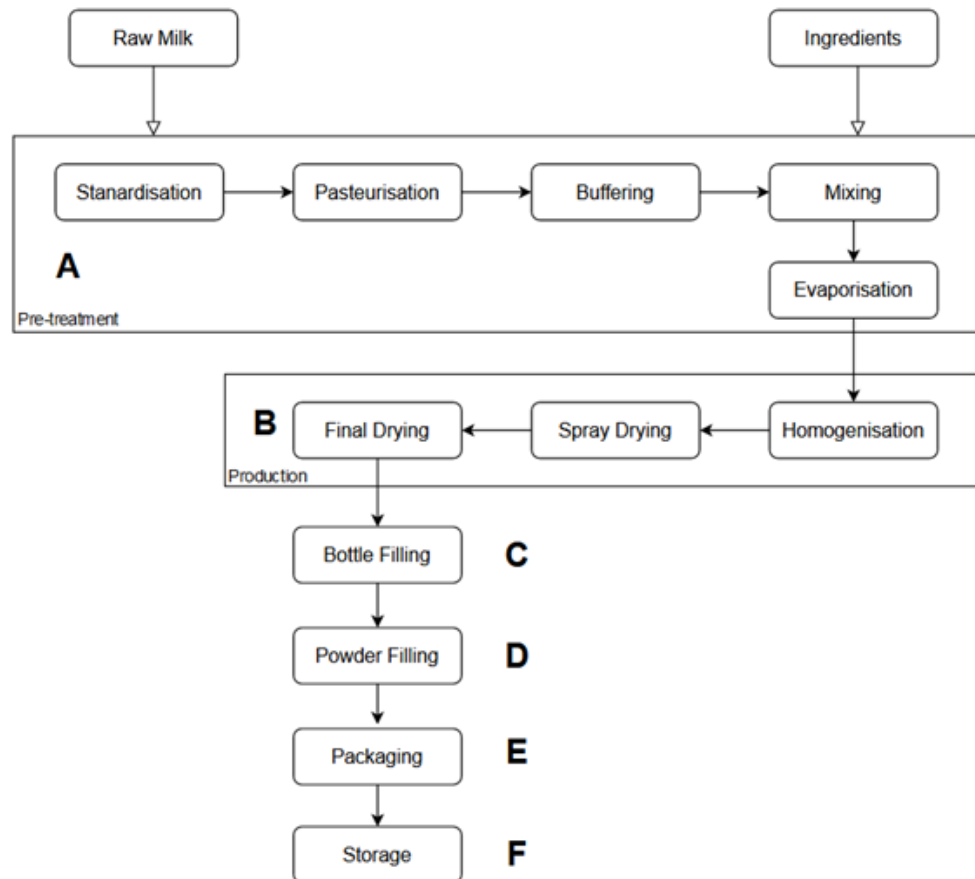 Raw Milk
Ingredients
Stanardisation
Pasteurisation
Buffering
Mixing
A
Evaporisation
Pre-treatment
B
Final Drying
Spray Drying
Homogenisation
Production
Bottle Filling
C
Powder Filling
D
Packaging
E
Storage
F